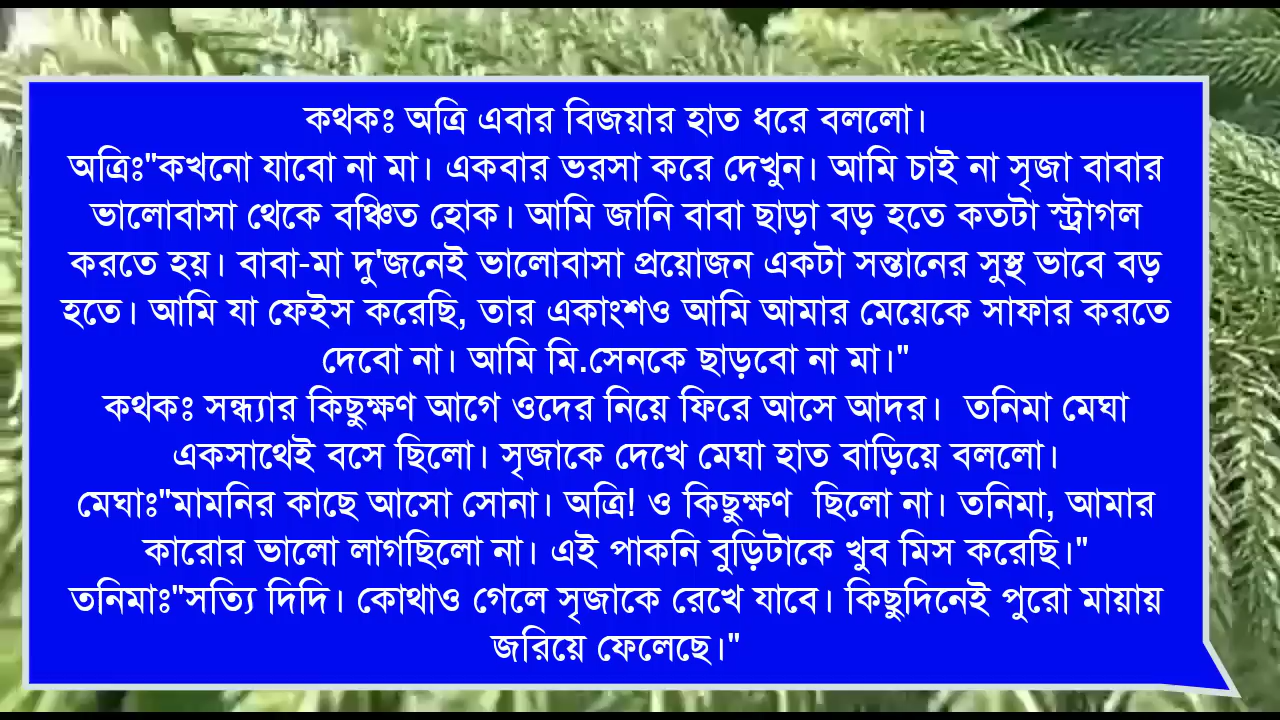 কথকঃ অত্রি এবার বিজয়ার হাত ধরে বললো।
অত্রিঃ"কখনো যাবো না মা। একবার ভরসা করে দেখুন। আমি চাই না সৃজা বাবার
ভালোবাসা থেকে বঞ্চিত হোক। আমি জানি বাবা ছাড়া বড় হতে কতটা স্ট্রাগল
করতে হয়। বাবা-মা দু'জনেই ভালোবাসা প্রয়োজন একটা সন্তানের সুস্থ ভাবে বড়
হতে। আমি যা ফেইস করেছি, তার একাংশও আমি আমার মেয়েকে সাফার করতে
দেবো না। আমি মি.সেনকে ছাড়বো না মা।"
কথকঃ সন্ধ্যার কিছুক্ষণ আগে ওদের নিয়ে ফিরে আসে আদর।  তনিমা মেঘা
একসাথেই বসে ছিলো। সৃজাকে দেখে মেঘা হাত বাড়িয়ে বললো।
মেঘাঃ"মামনির কাছে আসো সোনা। অত্রি! ও কিছুক্ষণ  ছিলো না। তনিমা, আমার
কারোর ভালো লাগছিলো না। এই পাকনি বুড়িটাকে খুব মিস করেছি।"
তনিমাঃ"সত্যি দিদি। কোথাও গেলে সৃজাকে রেখে যাবে। কিছুদিনেই পুরো মায়ায়
জরিয়ে ফেলেছে।"